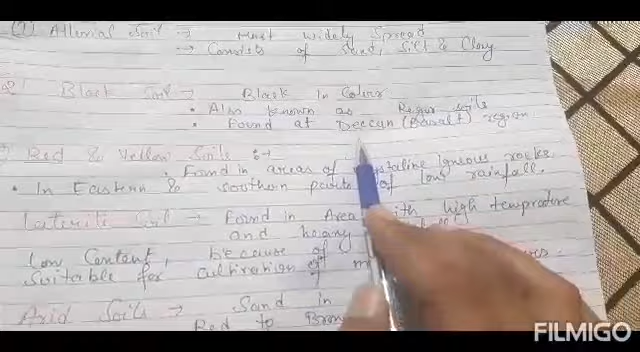 (1) Alluvial Soil → Most widely Spread
→ Consists of Sand, Silt & Clay
Black Soil → Black In Colour
• Also known as Regur soils
• Found at Deccan (Basalt) region
Red & Yellow Soils :→
• Found in areas of Igneous rocks
• In Eastern & southern parts of low rainfall.
Laterite Soil → Found in Area with high temprature
and heavy
Low Content, because of
Suitable for cultivation of
Arid Soils → Sand in
Red to
FILMIGO